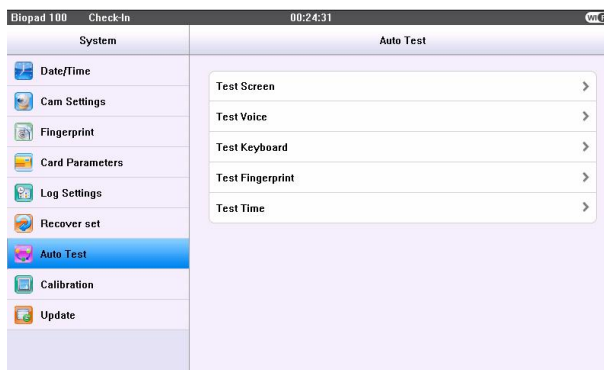 Biopad 100 Check-In 00:24:31
System
Date/Time
Cam Settings
Fingerprint
Card Parameters
Log Settings
Recover set
Auto Test
Calibration
Update
Auto Test
Test Screen
Test Voice
Test Keyboard
Test Fingerprint
Test Time